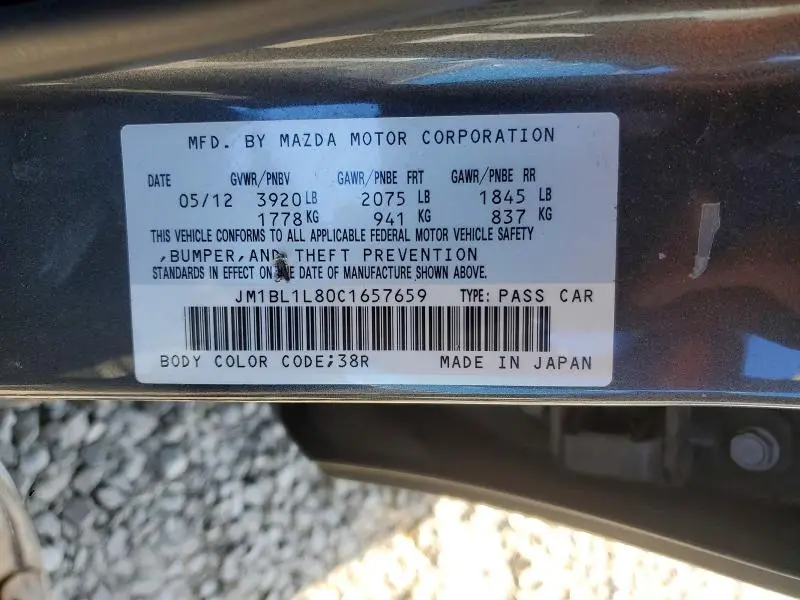 MFD. BY MAZDA MOTOR CORPORATION
DATE GVWR/PNBV GAWR/PNBE FRT GAWR/PNBE RR
05/12 3920 LB 2075 LB 1845 LB
1778 KG 941 KG 837 KG
THIS VEHICLE CONFORMS TO ALL APPLICABLE FEDERAL MOTOR VEHICLE SAFETY
,BUMPER,AND THEFT PREVENTION
STANDARDS IN EFFECT ON THE DATE OF MANUFACTURE SHOWN ABOVE.
JM1BL1L80C1657659 TYPE: PASS CAR
BODY COLOR CODE;38R MADE IN JAPAN